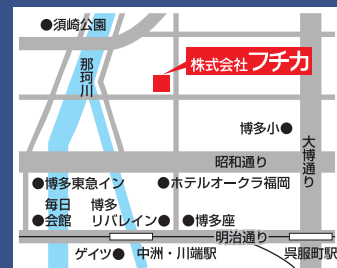 ●須崎公園
那珂川
株式会社 フチカ
博多小●
大博通り
昭和通り
●博多東急イン
●ホテルオークラ福岡
毎日
●会館
博多
リバレイン●
●博多座
明治通り
ゲイツ●
中洲・川端駅
呉服町駅